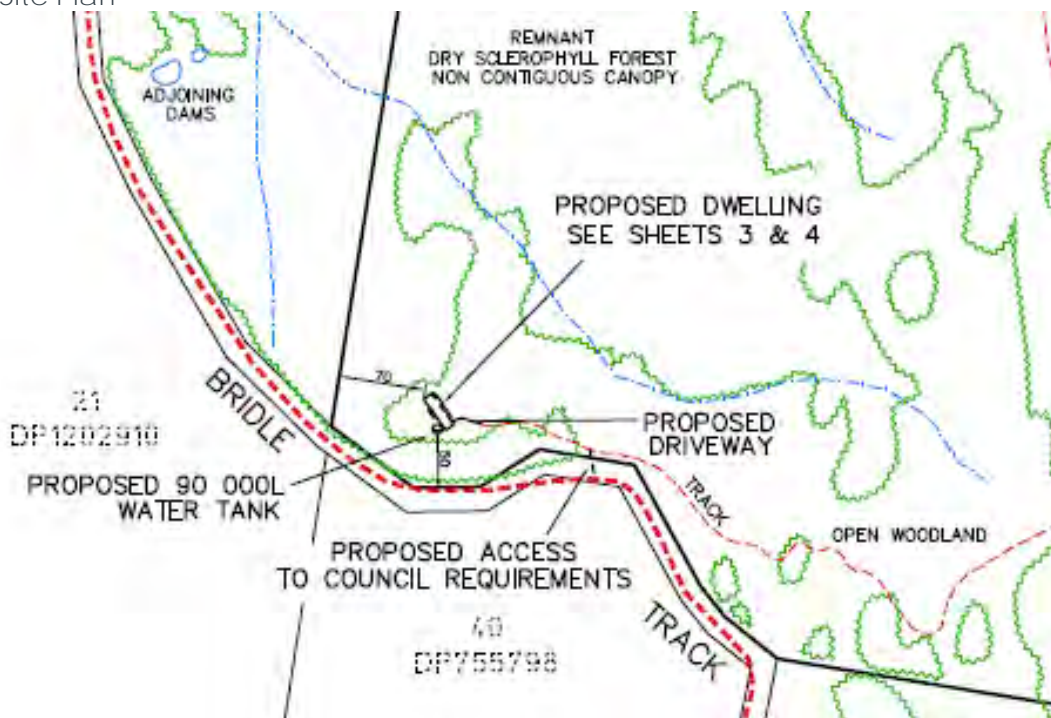 Site Plan
REMNANT
DRY SCLEROPHYLL FOREST
NON CONTIGUOUS CANOPY
ADJOINING
DAMS
PROPOSED DWELLING
SEE SHEETS 3 & 4
70
BRIDLE
21
DP1202910
PROPOSED DRIVEWAY
50
PROPOSED 90 000L
WATER TANK
TRACK
OPEN WOODLAND
PROPOSED ACCESS
TO COUNCIL REQUIREMENTS
TRACK
40
DP755798